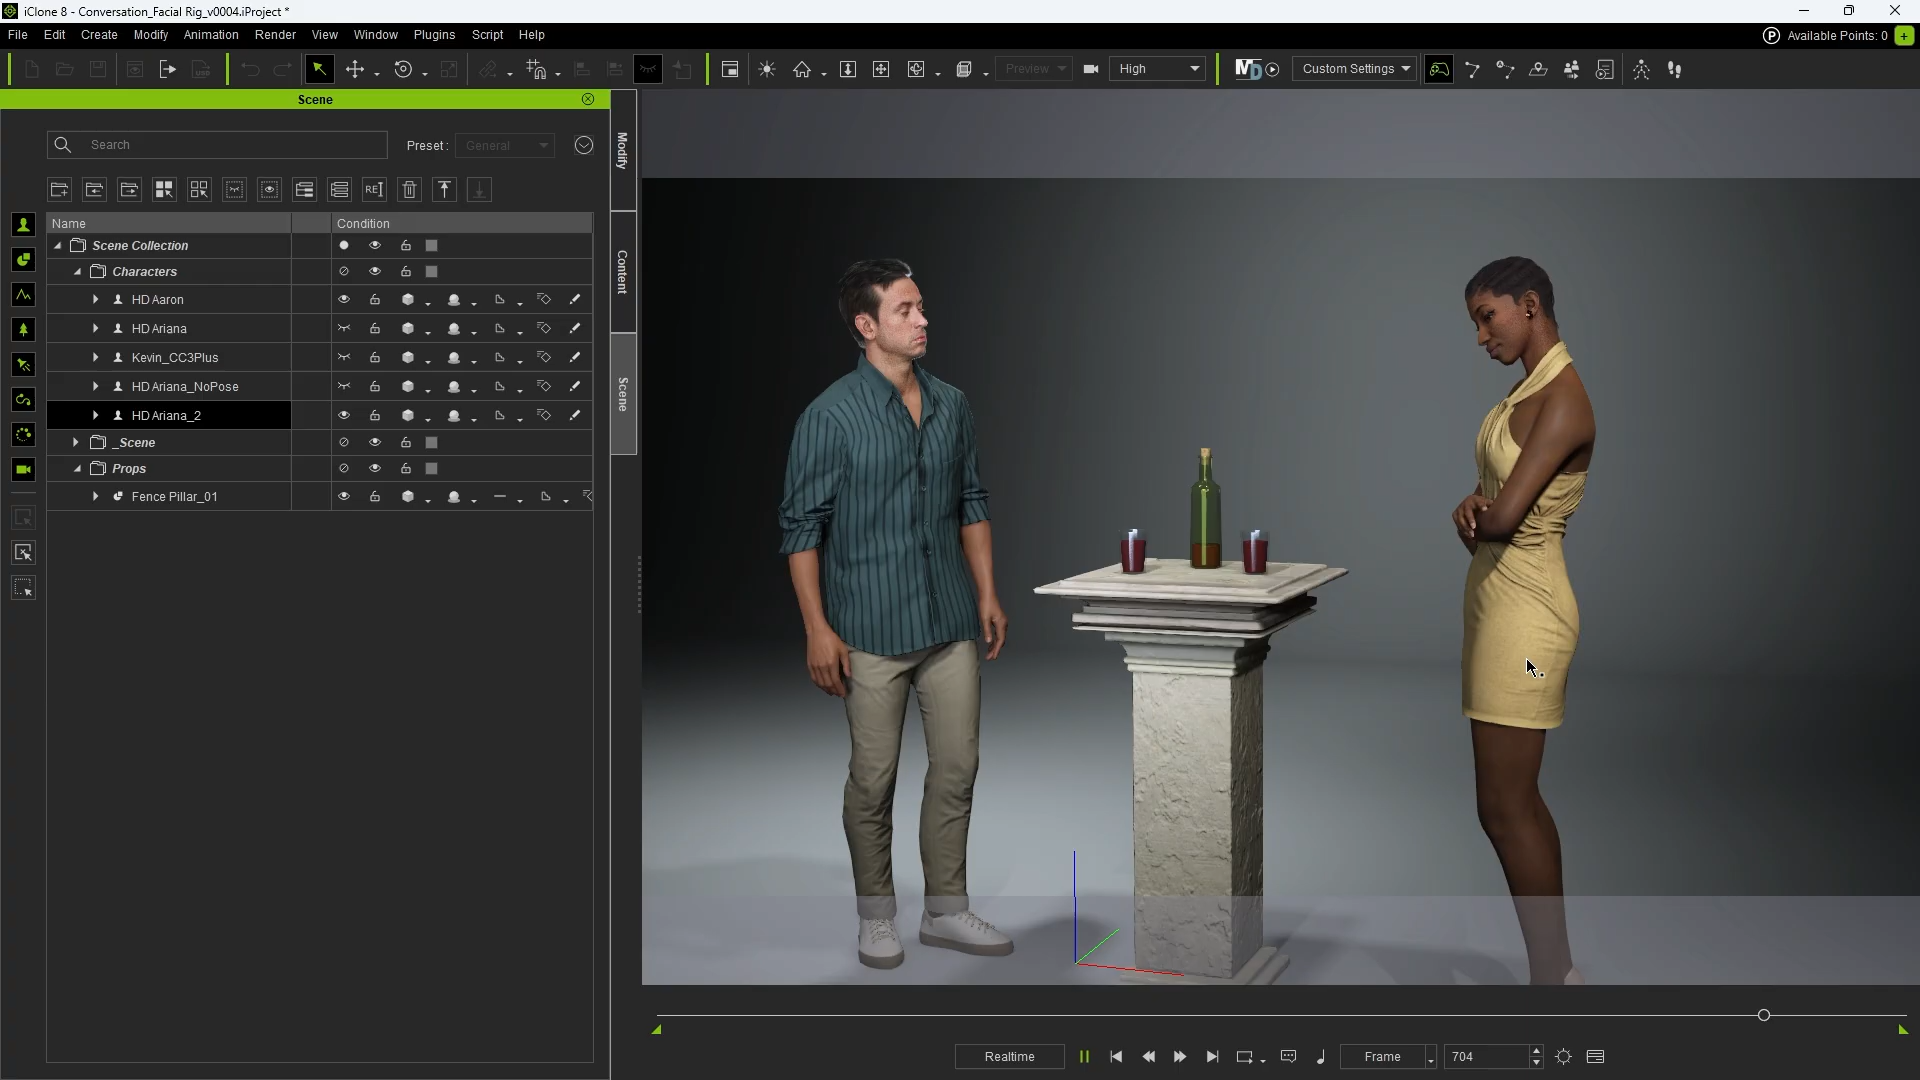 iClone 8 - Conversation_Facial Rig_v0004.iProject *
File Edit Create Modify Animation Render View Window Plugins Script Help
Available Points: 0
Preview High Custom Settings
Scene
Search Preset: General
REI
Name Condition
Scene Collection
Characters
HD Aaron
HD Ariana
Kevin_CC3Plus
HD Ariana_NoPose
HD Ariana_2
_Scene
Props
Fence Pillar_01
Modify
Content
Scene
Realtime Frame 704